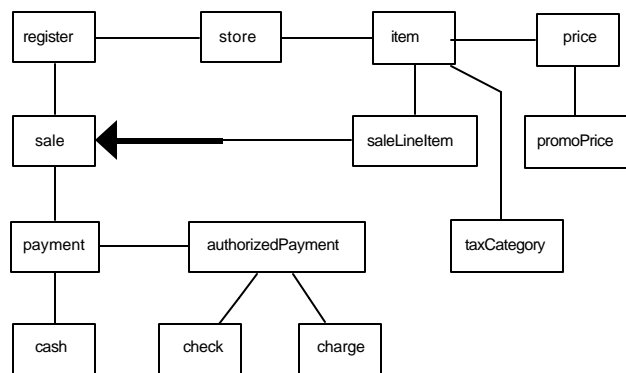 register
store
item
price
sale
saleLineItem
promoPrice
payment
authorizedPayment
taxCategory
cash
check
charge